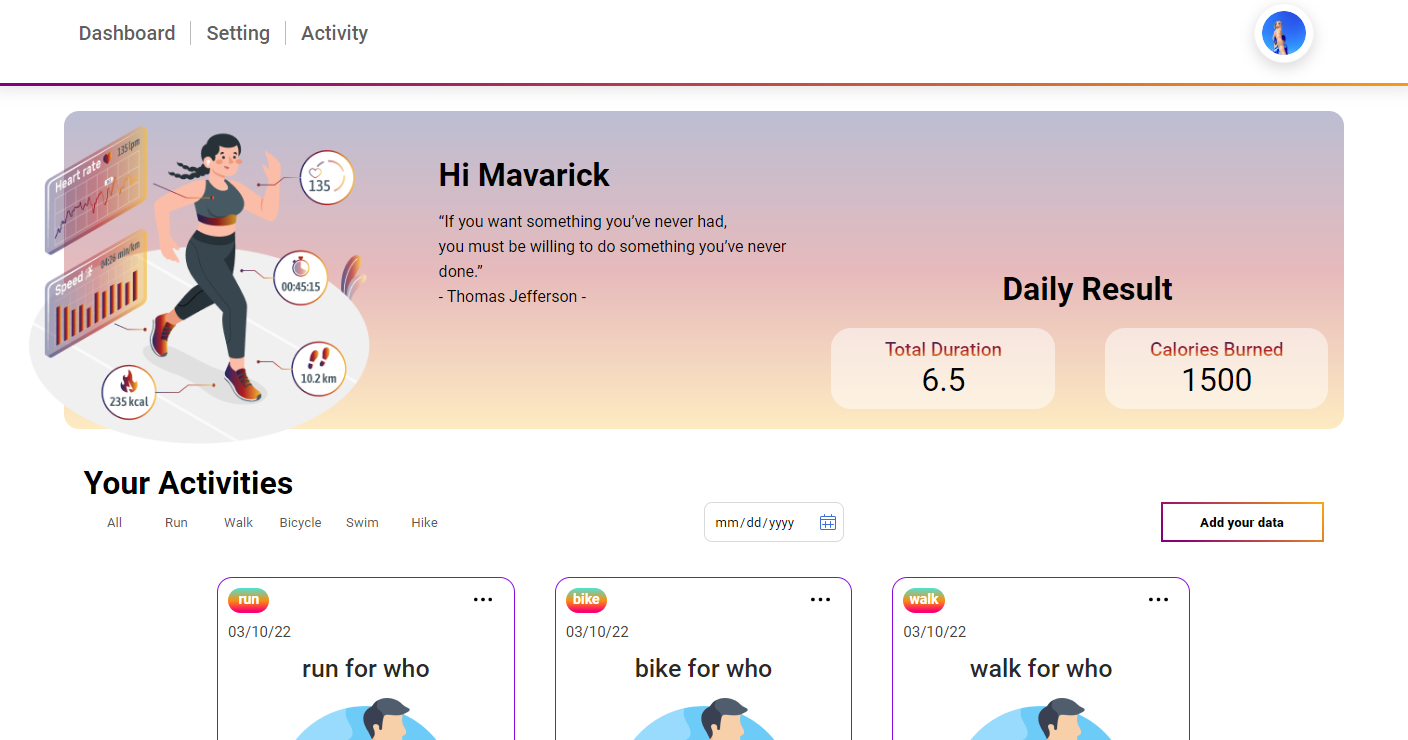 Dashboard Setting Activity
Heart rate 135 lpm
135
Speed 04:26 min/km
00:45:15
10.2 km
235 kcal
Hi Mavarick
“If you want something you’ve never had,
you must be willing to do something you’ve never
done.”
- Thomas Jefferson -
Daily Result
Total Duration
6.5
Calories Burned
1500
Your Activities
All Run Walk Bicycle Swim Hike
mm/dd/yyyy
Add your data
run
03/10/22
run for who
bike
03/10/22
bike for who
walk
03/10/22
walk for who